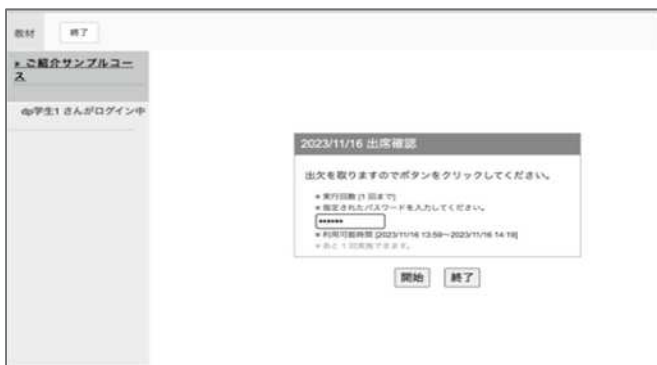 教材
終了
» ご紹介サンプルコー
ス
dp学生1 さんがログイン中
2023/11/16 出席確認
出欠を取りますのでボタンをクリックしてください。
※ 実行回数 [1 回まで]
※ 指定されたパスワードを入力してください。
••••••
※ 利用可能時間 [2023/11/16 13:59～2023/11/16 14:19]
※ あと 1 回実施できます。
開始
終了